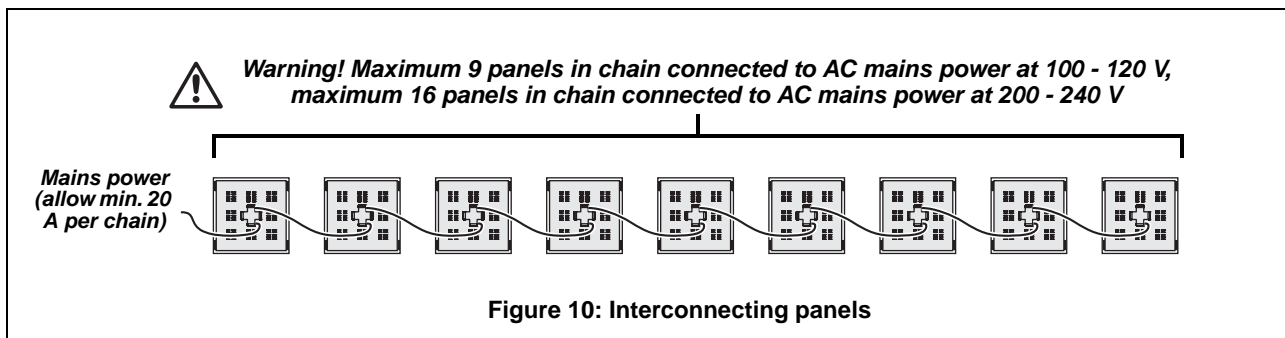 Warning! Maximum 9 panels in chain connected to AC mains power at 100 - 120 V,
maximum 16 panels in chain connected to AC mains power at 200 - 240 V
Mains power
(allow min. 20
A per chain)
Figure 10: Interconnecting panels